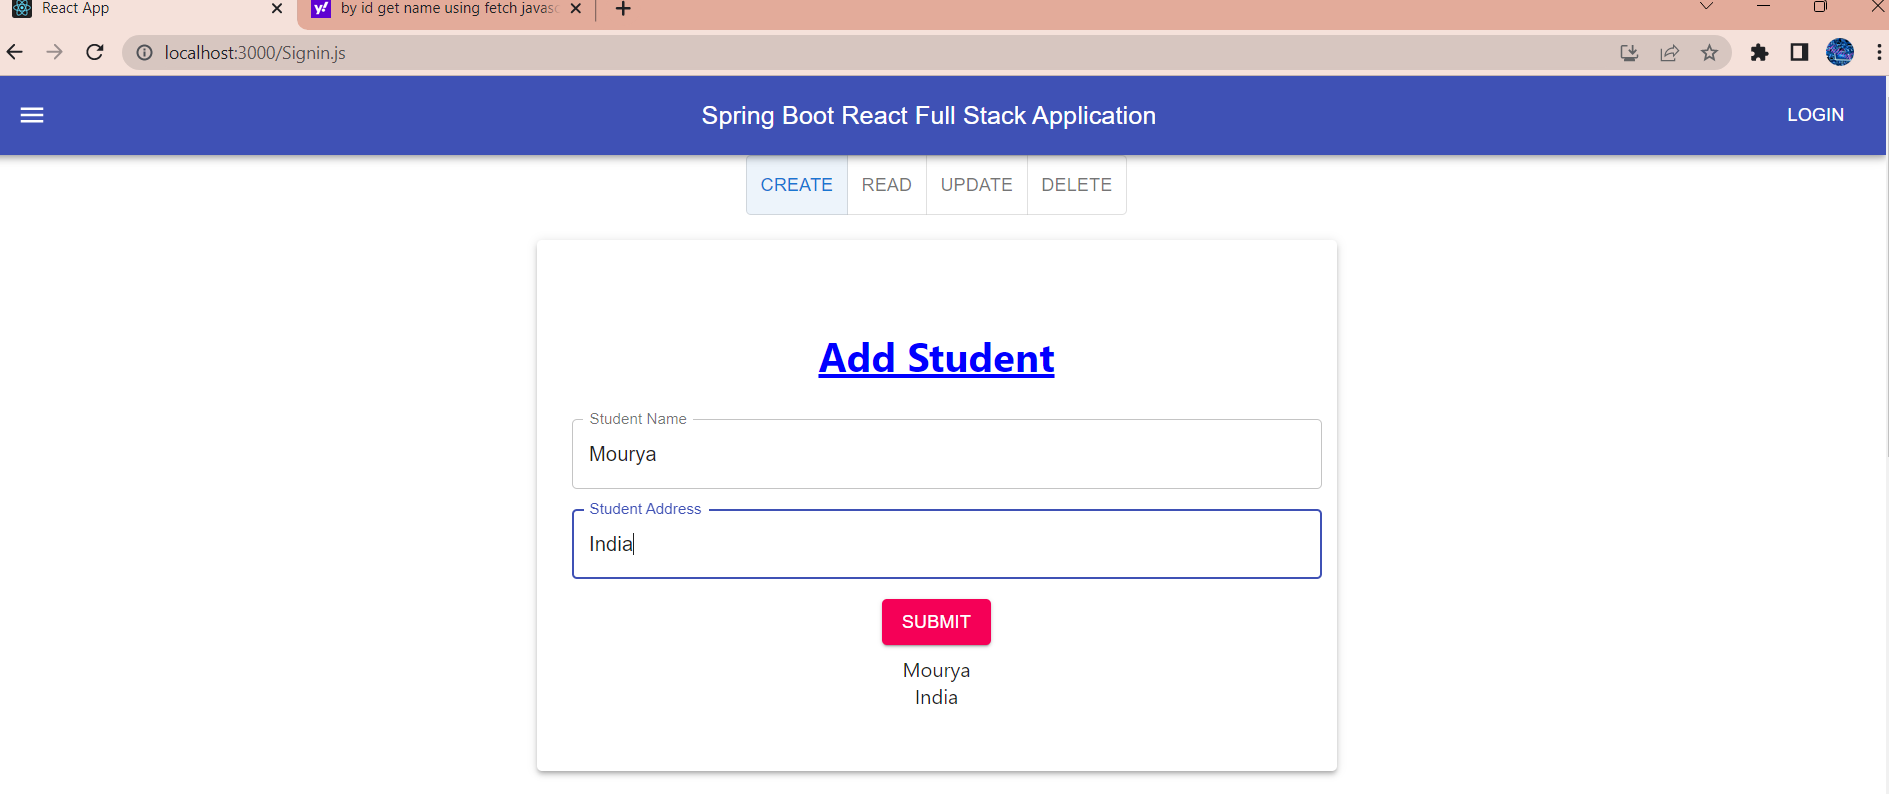 React App
by id get name using fetch javasc
localhost:3000/Signin.js
Spring Boot React Full Stack Application
LOGIN
CREATE READ UPDATE DELETE
Add Student
Student Name
Mourya
Student Address
India
SUBMIT
Mourya
India